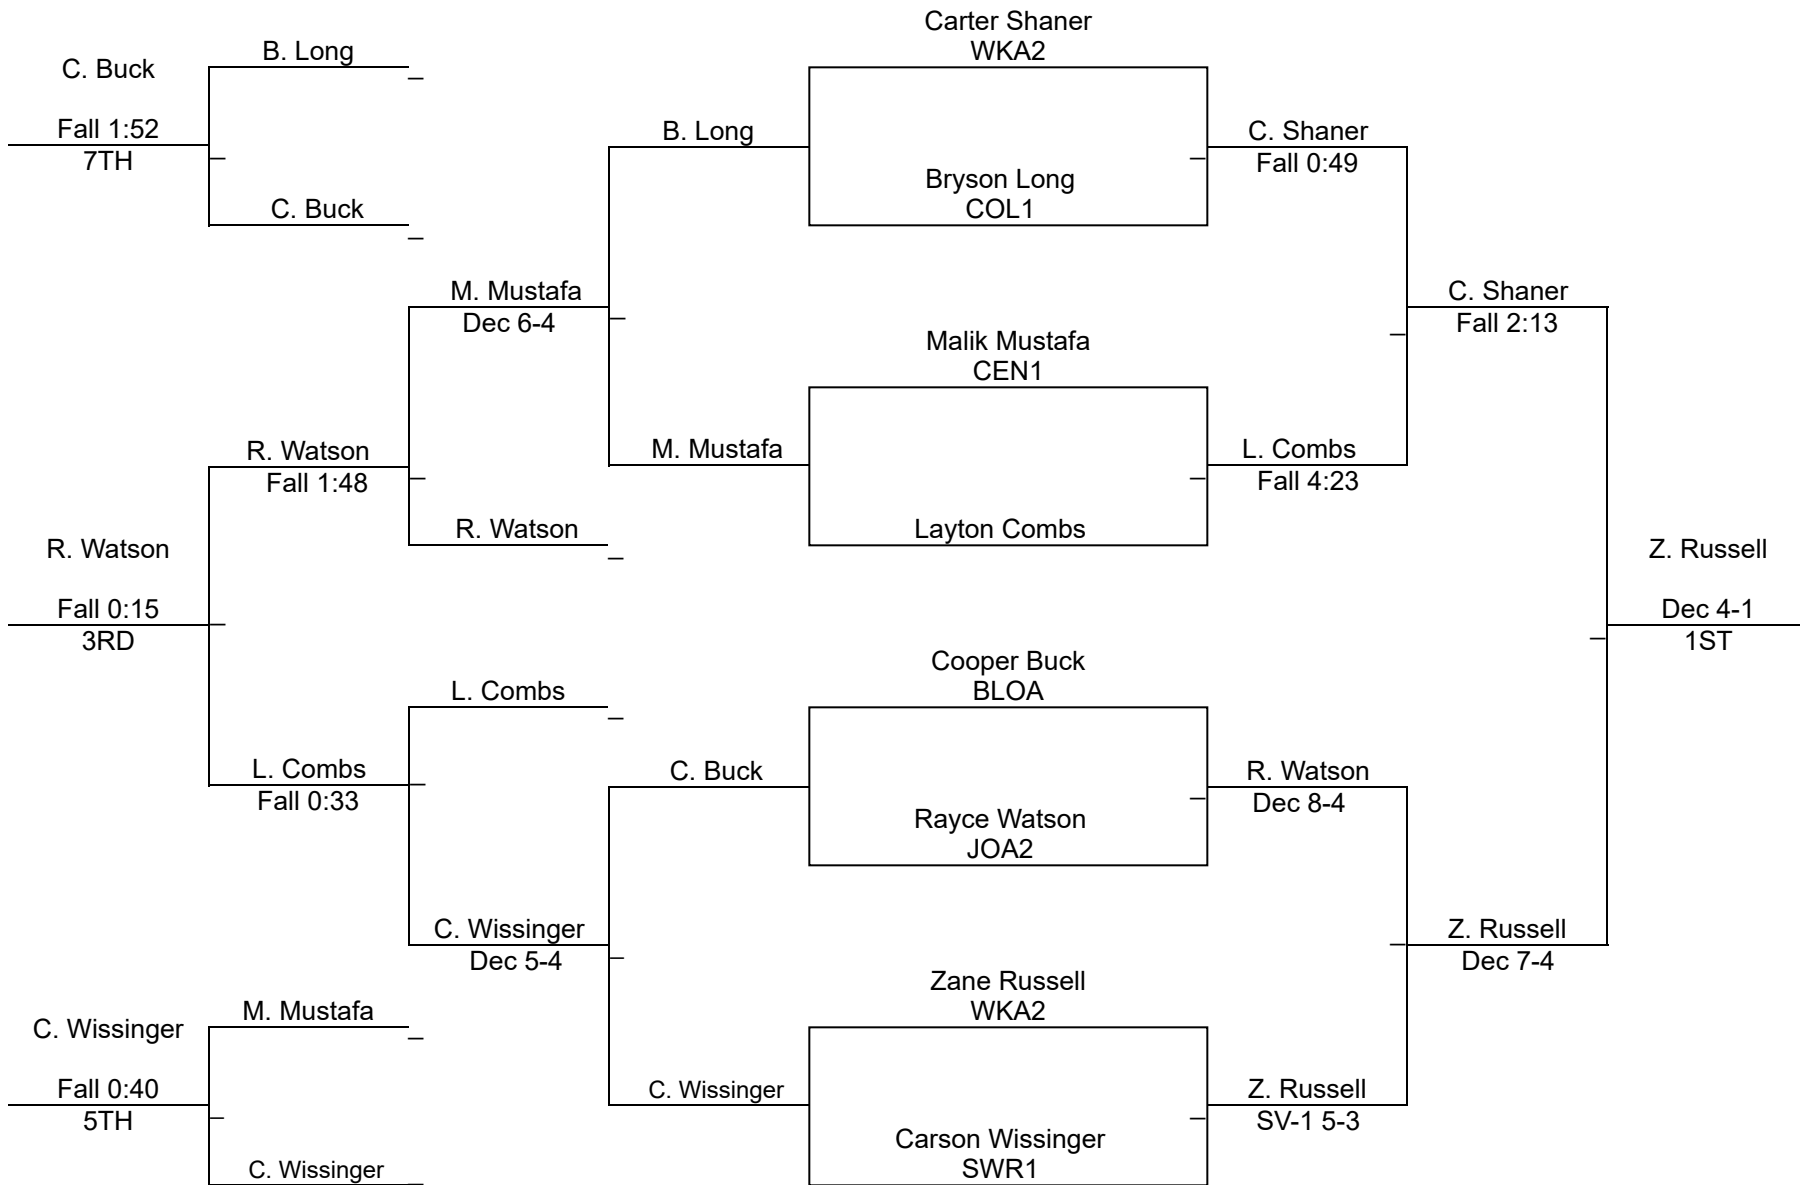 Carter Shaner
WKA2
B. Long
C. Buck
Fall 1:52
7TH
B. Long
C. Shaner
Fall 0:49
Bryson Long
COL1
C. Buck
M. Mustafa
Dec 6-4
C. Shaner
Fall 2:13
Malik Mustafa
CEN1
R. Watson
Fall 1:48
M. Mustafa
L. Combs
Fall 4:23
R. Watson
Layton Combs
R. Watson
Fall 0:15
3RD
Z. Russell
Dec 4-1
1ST
Cooper Buck
BLOA
L. Combs
L. Combs
Fall 0:33
C. Buck
R. Watson
Dec 8-4
Rayce Watson
JOA2
C. Wissinger
Dec 5-4
Z. Russell
Dec 7-4
Zane Russell
WKA2
M. Mustafa
C. Wissinger
Fall 0:40
5TH
C. Wissinger
Z. Russell
SV-1 5-3
Carson Wissinger
SWR1
C. Wissinger